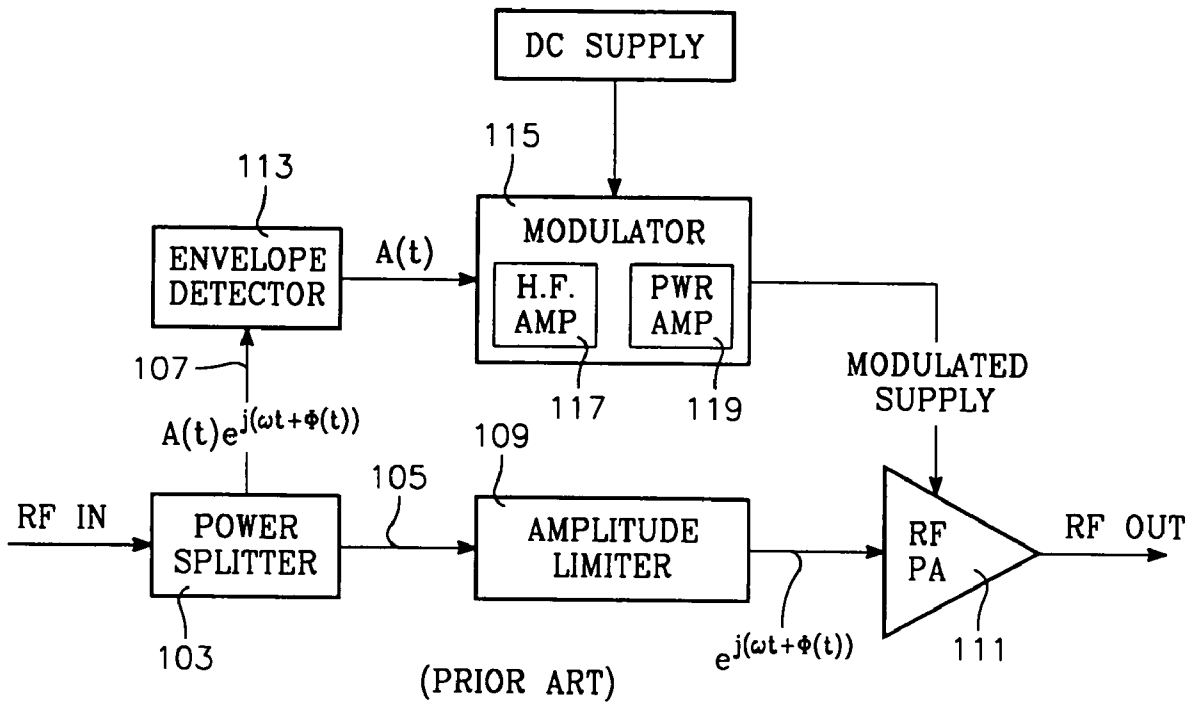 DC SUPPLY
115
113
MODULATOR
ENVELOPE
DETECTOR
A(t)
H.F.
AMP
PWR
AMP
107
117
119
MODULATED
SUPPLY
A(t)e^{j(ωt+Φ(t))}
109
105
RF IN
POWER
SPLITTER
AMPLITUDE
LIMITER
RF
PA
RF OUT
103
e^{j(ωt+Φ(t))}
111
(PRIOR ART)